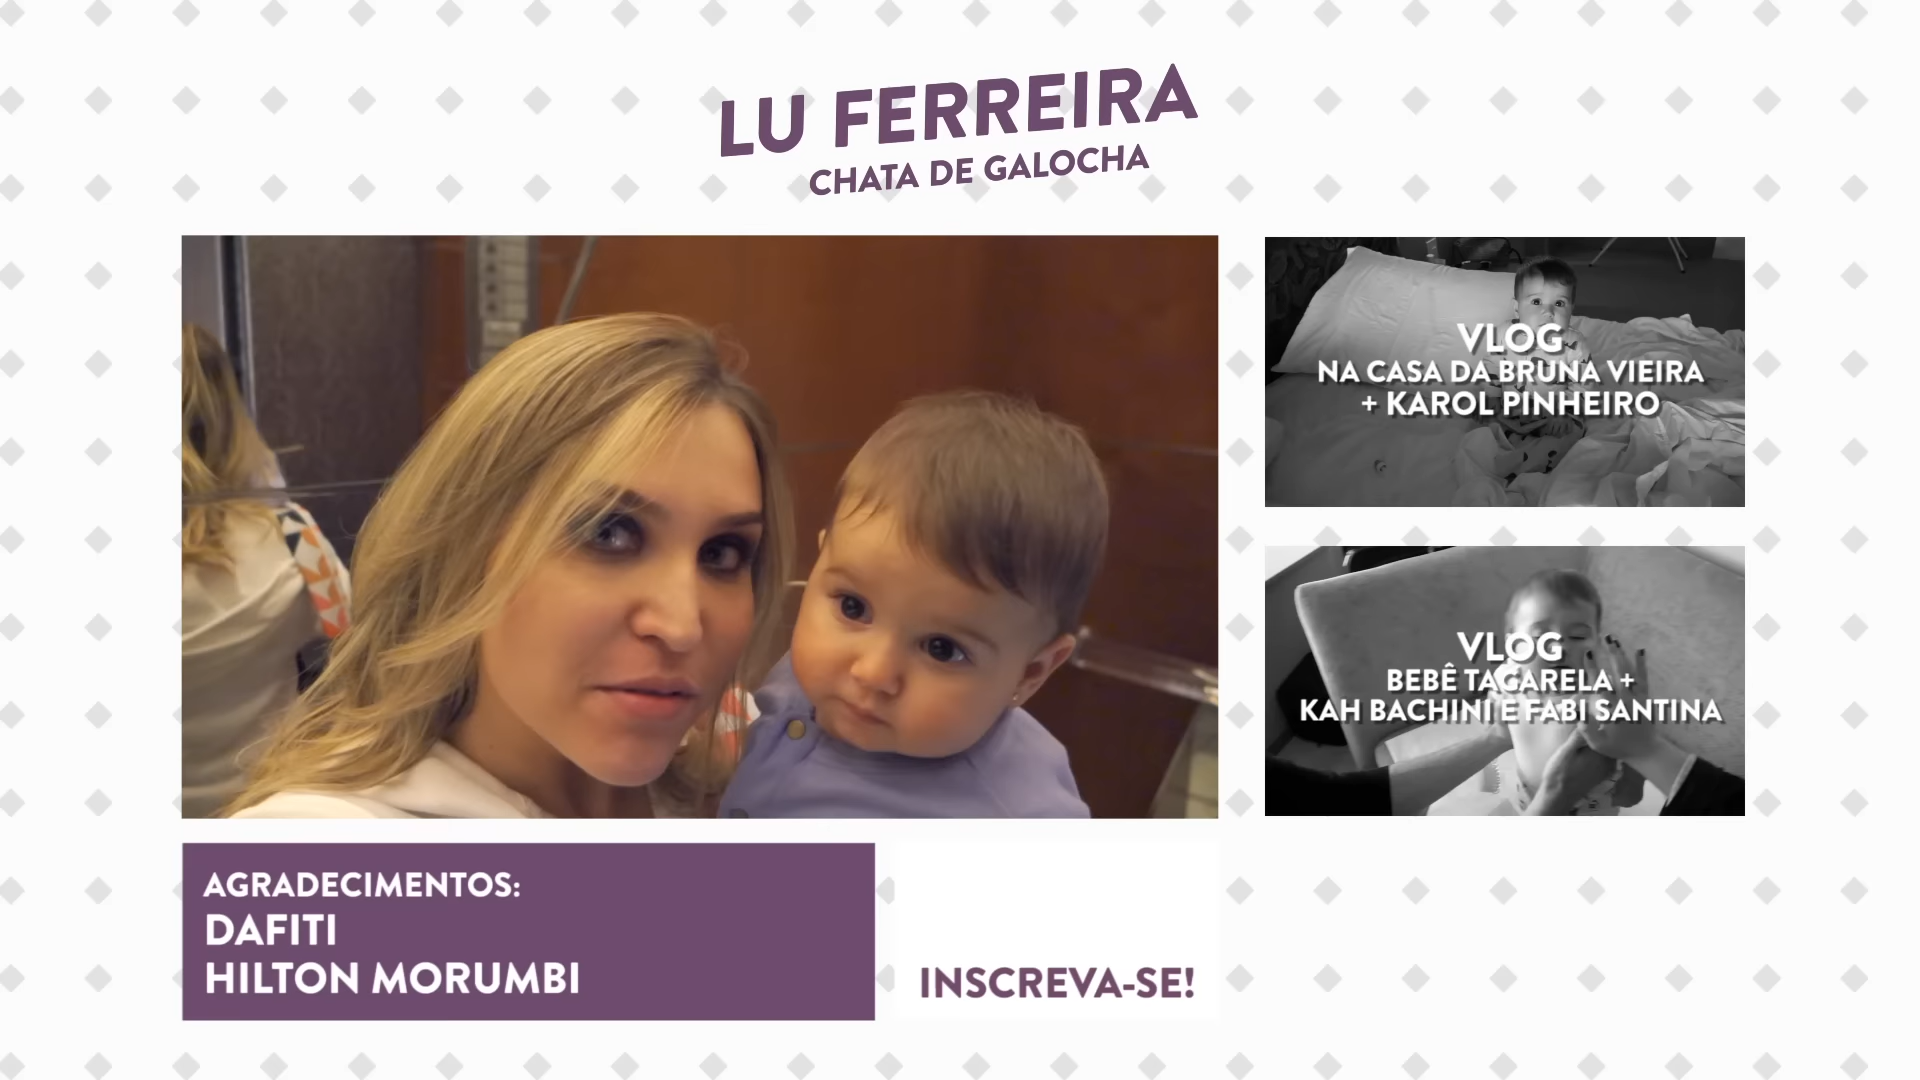 LU FERREIRA
CHATA DE GALOCHA
VLOG
NA CASA DA BRUNA VIEIRA
+ KAROL PINHEIRO
VLOG
BEBÊ TAGARELA +
KAH BACHINI E FABI SANTINA
AGRADECIMENTOS:
DAFITI
HILTON MORUMBI
INSCREVA-SE!